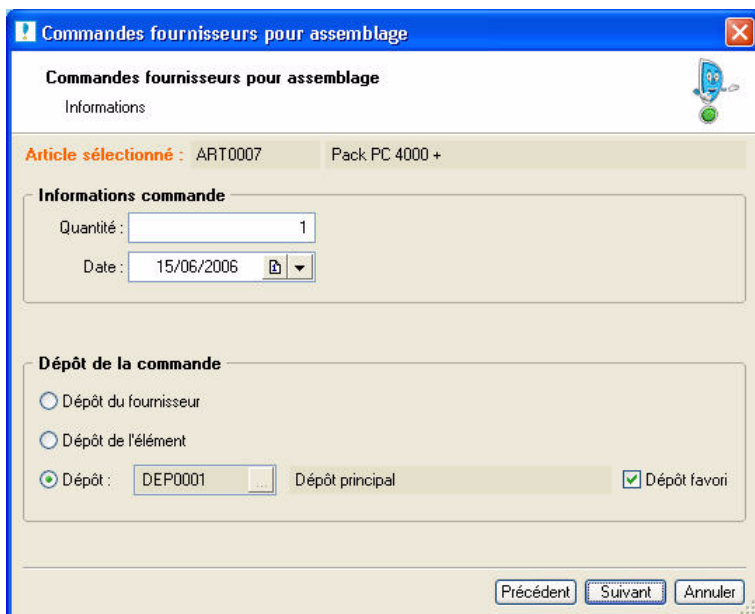 Commandes fournisseurs pour assemblage
Commandes fournisseurs pour assemblage
Informations
Article sélectionné : ART0007 Pack PC 4000 +
Informations commande
Quantité : 1
Date : 15/06/2006
Dépôt de la commande
Dépôt du fournisseur
Dépôt de l'élément
Dépôt : DEP0001 ... Dépôt principal Dépôt favori
Précédent Suivant Annuler